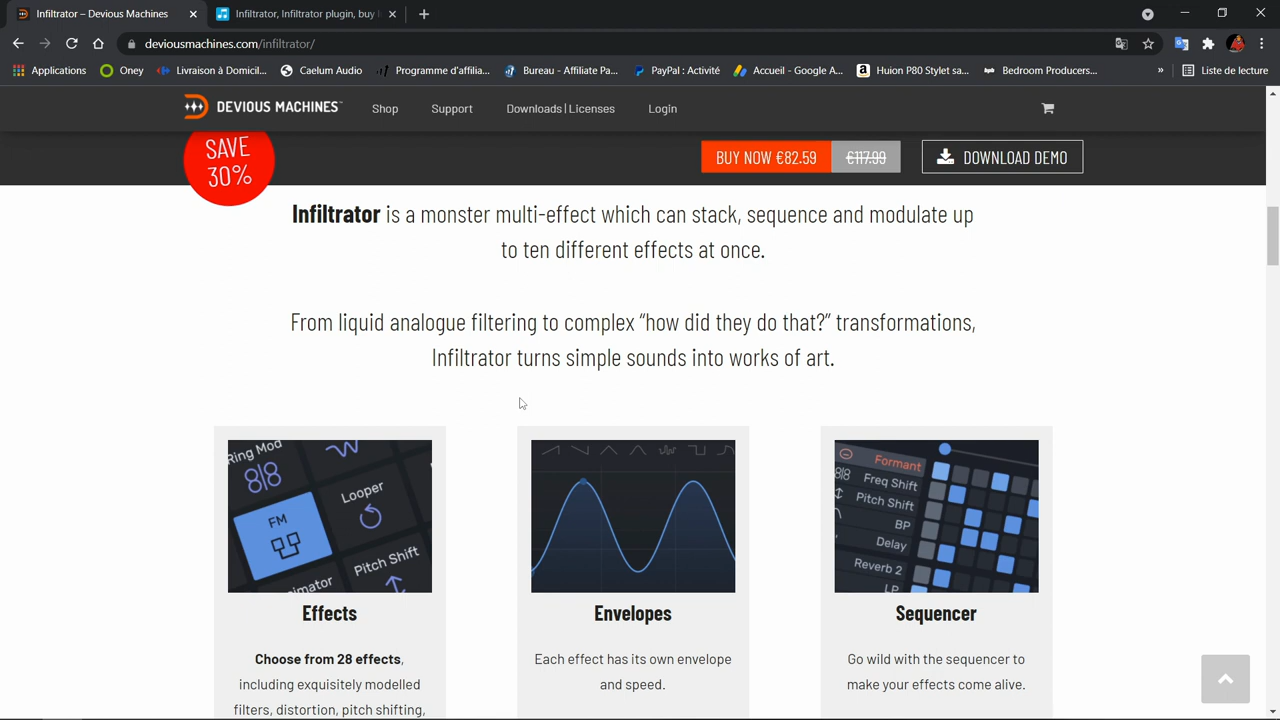 Infiltrator – Devious Machines
Infiltrator, Infiltrator plugin, buy I
deviousmachines.com/infiltrator/
Applications
Oney
Livraison à Domicil...
Caelum Audio
Programme d'affilia...
Bureau - Affiliate Pa...
PayPal : Activité
Accueil - Google A...
Huion P80 Stylet sa...
Bedroom Producers...
»
Liste de lecture
DEVIOUS MACHINES™
Shop
Support
Downloads|Licenses
Login
SAVE
30%
BUY NOW €82.59
€117.99
DOWNLOAD DEMO
Infiltrator is a monster multi-effect which can stack, sequence and modulate up
to ten different effects at once.
From liquid analogue filtering to complex “how did they do that?” transformations,
Infiltrator turns simple sounds into works of art.
Ring Mod
Looper
FM
Pitch Shift
Formant
Freq Shift
Pitch Shift
BP
Delay
Reverb 2
LP
Effects
Envelopes
Sequencer
Choose from 28 effects,
including exquisitely modelled
filters, distortion, pitch shifting,
Each effect has its own envelope
and speed.
Go wild with the sequencer to
make your effects come alive.